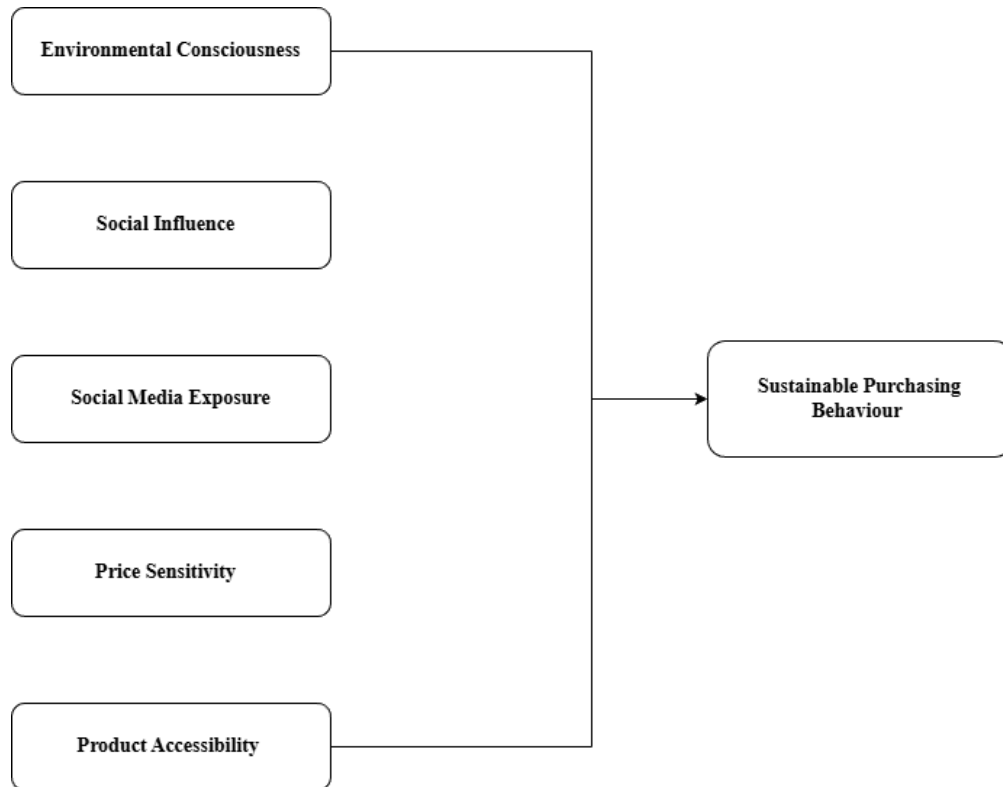 Environmental Consciousness
Social Influence
Social Media Exposure
Price Sensitivity
Product Accessibility
Sustainable Purchasing
Behaviour